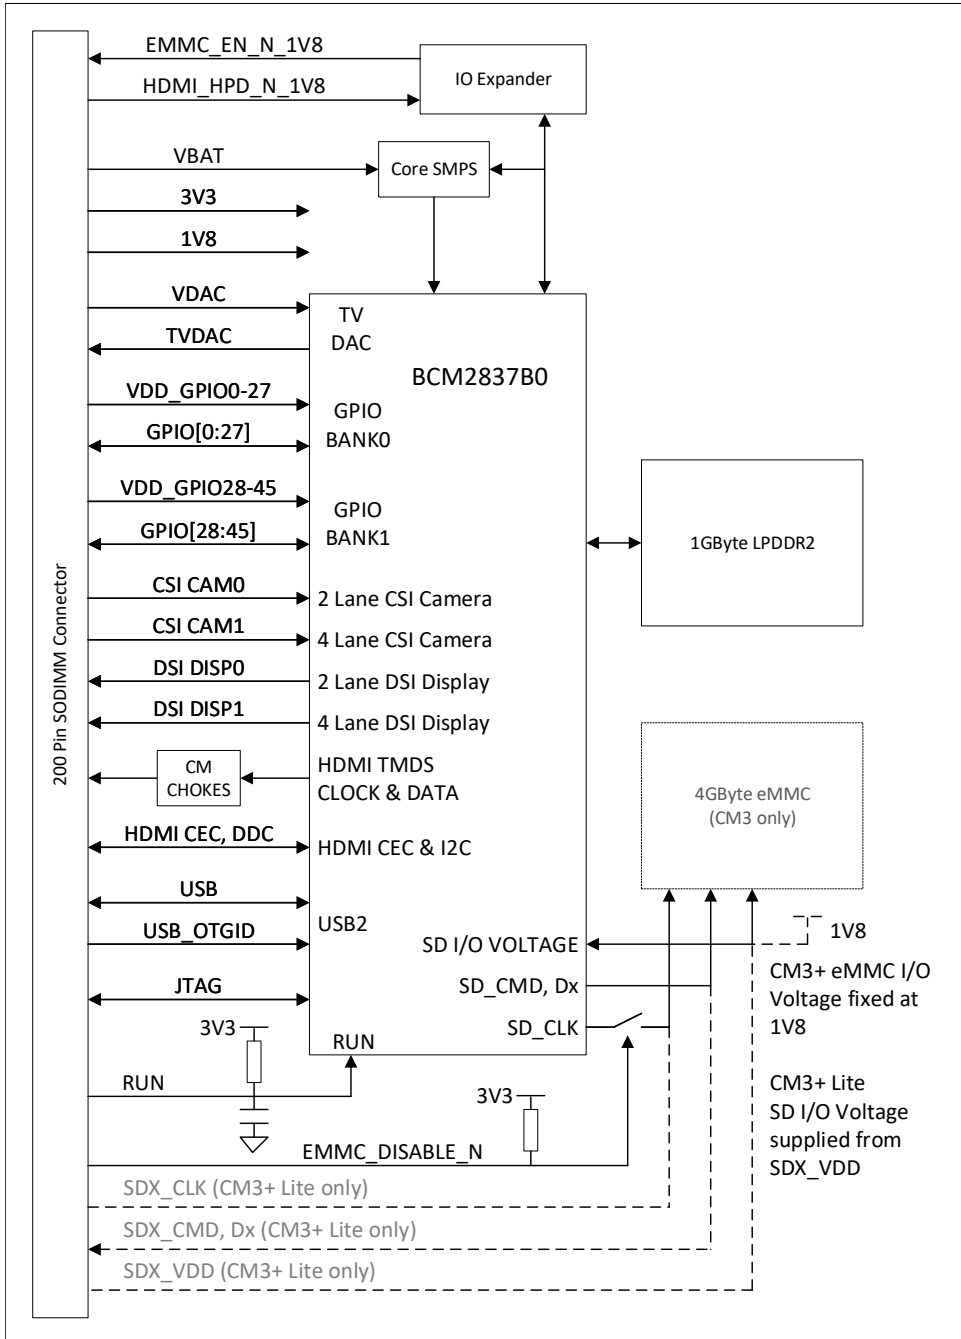 EMMC_EN_N_1V8
IO Expander
HDMI_HPD_N_1V8
VBAT
Core SMPS
3V3
1V8
VDAC
TV
DAC
TVDAC
BCM2837B0
VDD_GPIO0-27
GPIO
BANK0
GPIO[0:27]
VDD_GPIO28-45
GPIO
BANK1
GPIO[28:45]
1GByte LPDDR2
CSI CAM0
2 Lane CSI Camera
CSI CAM1
4 Lane CSI Camera
DSI DISP0
2 Lane DSI Display
DSI DISP1
4 Lane DSI Display
200 Pin SODIMM Connector
CM
CHOKES
HDMI TMDS
CLOCK & DATA
4GByte eMMC
(CM3 only)
HDMI CEC, DDC
HDMI CEC & I2C
USB
USB2
USB_OTGID
SD I/O VOLTAGE
1V8
CM3+ eMMC I/O
Voltage fixed at
1V8
JTAG
SD_CMD, Dx
SD_CLK
3V3
RUN
RUN
3V3
CM3+ Lite
SD I/O Voltage
supplied from
SDX_VDD
EMMC_DISABLE_N
SDX_CLK (CM3+ Lite only)
SDX_CMD, Dx (CM3+ Lite only)
SDX_VDD (CM3+ Lite only)